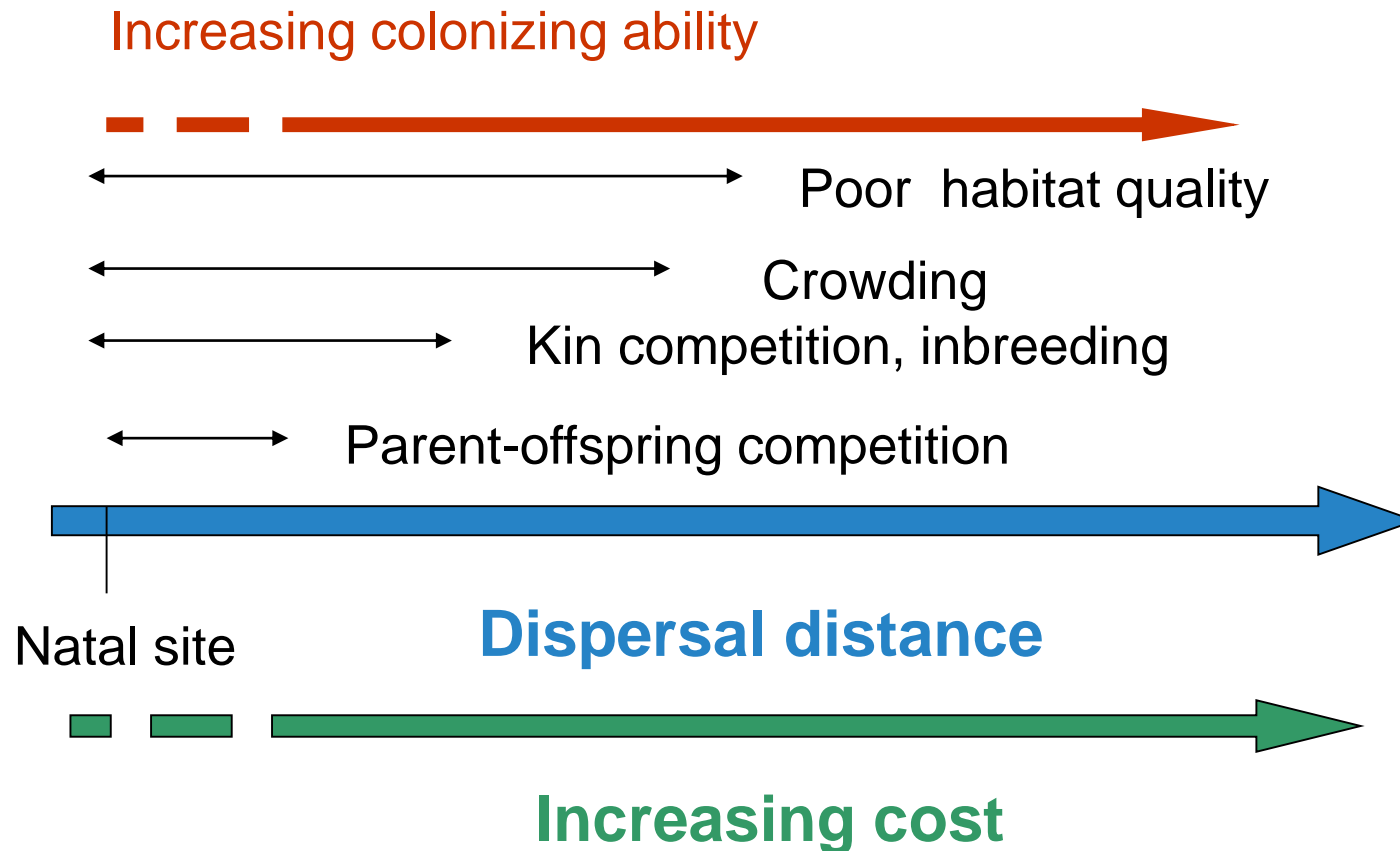 Increasing colonizing ability
Poor habitat quality
Crowding
Kin competition, inbreeding
Parent-offspring competition
Natal site
Dispersal distance
Increasing cost